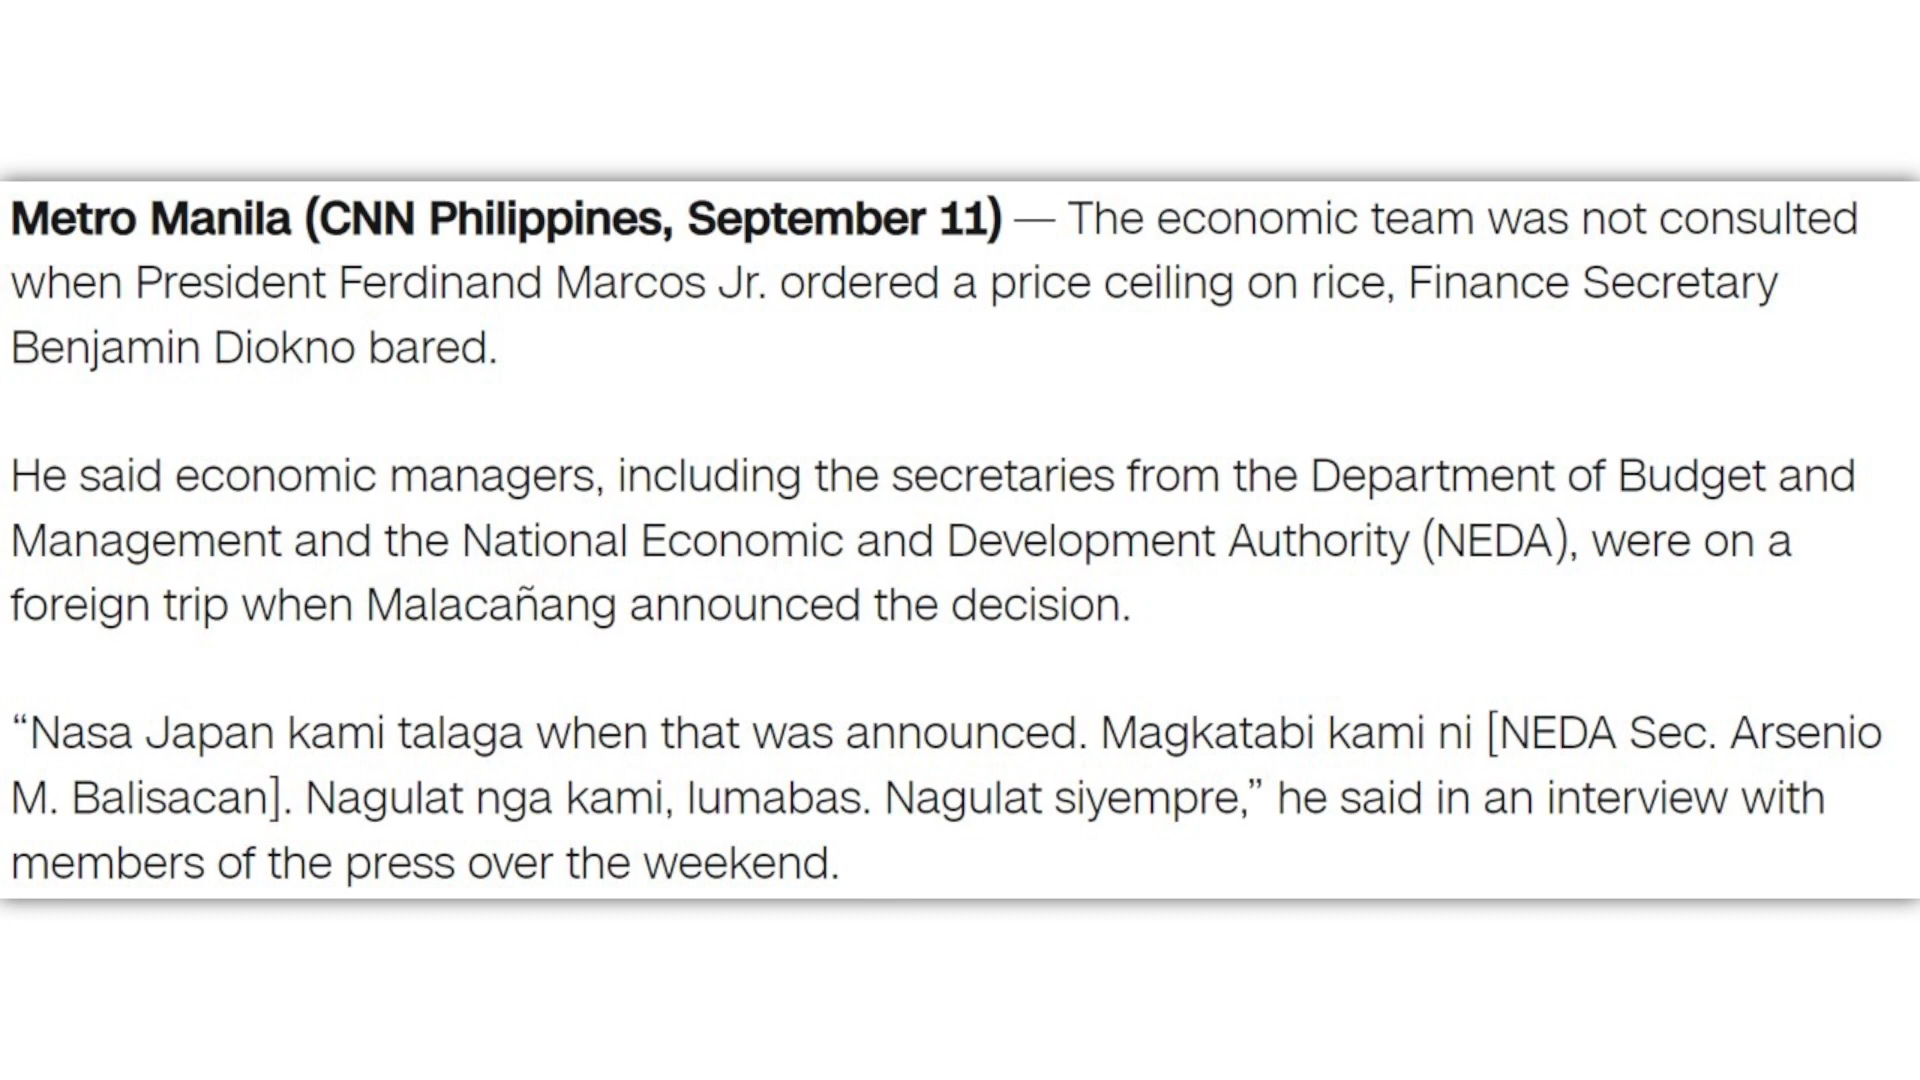 Metro Manila (CNN Philippines, September 11) — The economic team was not consulted
when President Ferdinand Marcos Jr. ordered a price ceiling on rice, Finance Secretary
Benjamin Diokno bared.
He said economic managers, including the secretaries from the Department of Budget and
Management and the National Economic and Development Authority (NEDA), were on a
foreign trip when Malacañang announced the decision.
“Nasa Japan kami talaga when that was announced. Magkatabi kami ni [NEDA Sec. Arsenio
M. Balisacan]. Nagulat nga kami, lumabas. Nagulat siyempre,” he said in an interview with
members of the press over the weekend.